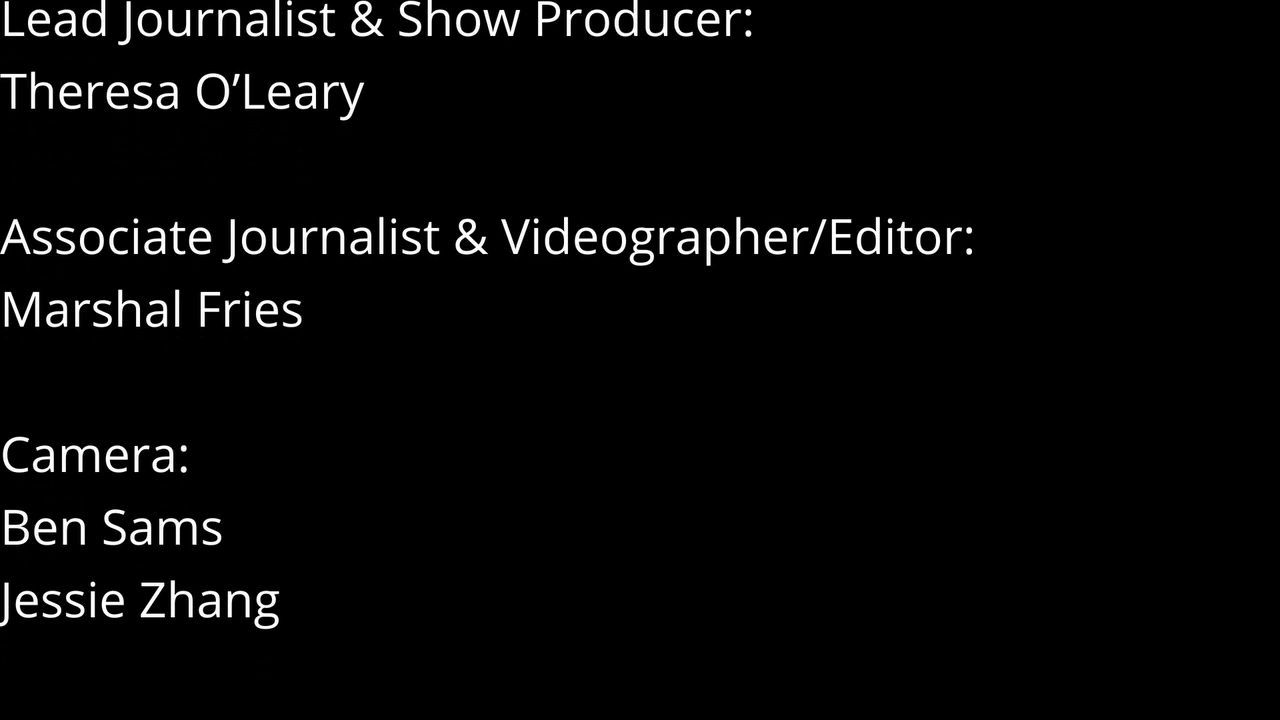 Lead Journalist & Show Producer:
Theresa O’Leary
Associate Journalist & Videographer/Editor:
Marshal Fries
Camera:
Ben Sams
Jessie Zhang